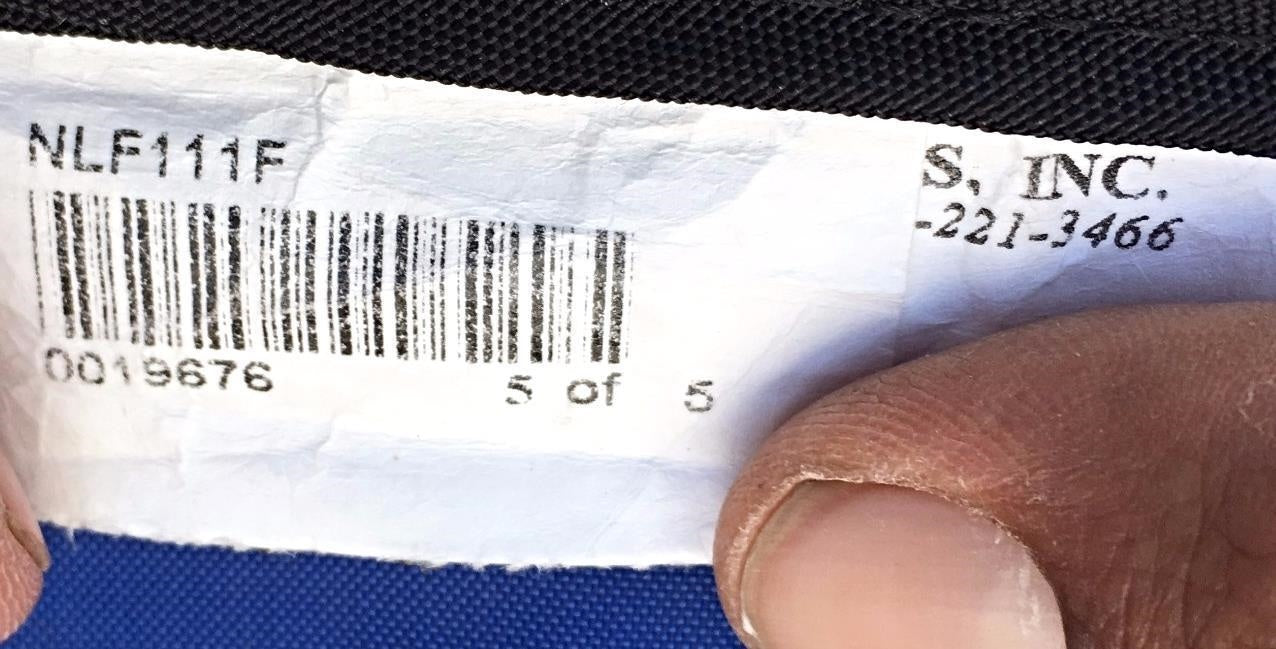 NLF111F
S, INC.
-221-3466
0019676
5 of 5